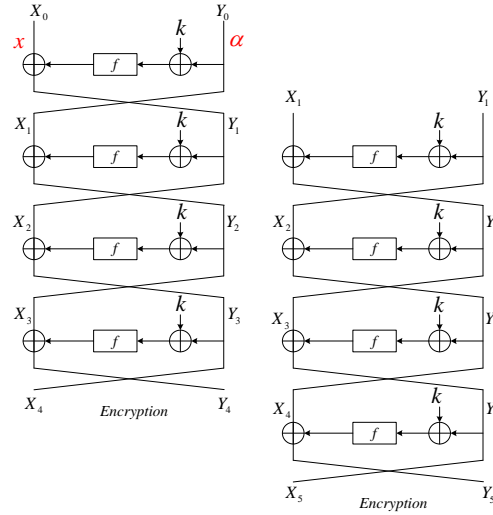 X0 Y0
x k α
f
X1 k Y1
f
X2 k Y2
f
X3 k Y3
f
X4 Encryption Y4
X1 Y1
k
f
X2 k Y
f
X3 k Y
f
X4 k Y
f
X5 Encryption Y5